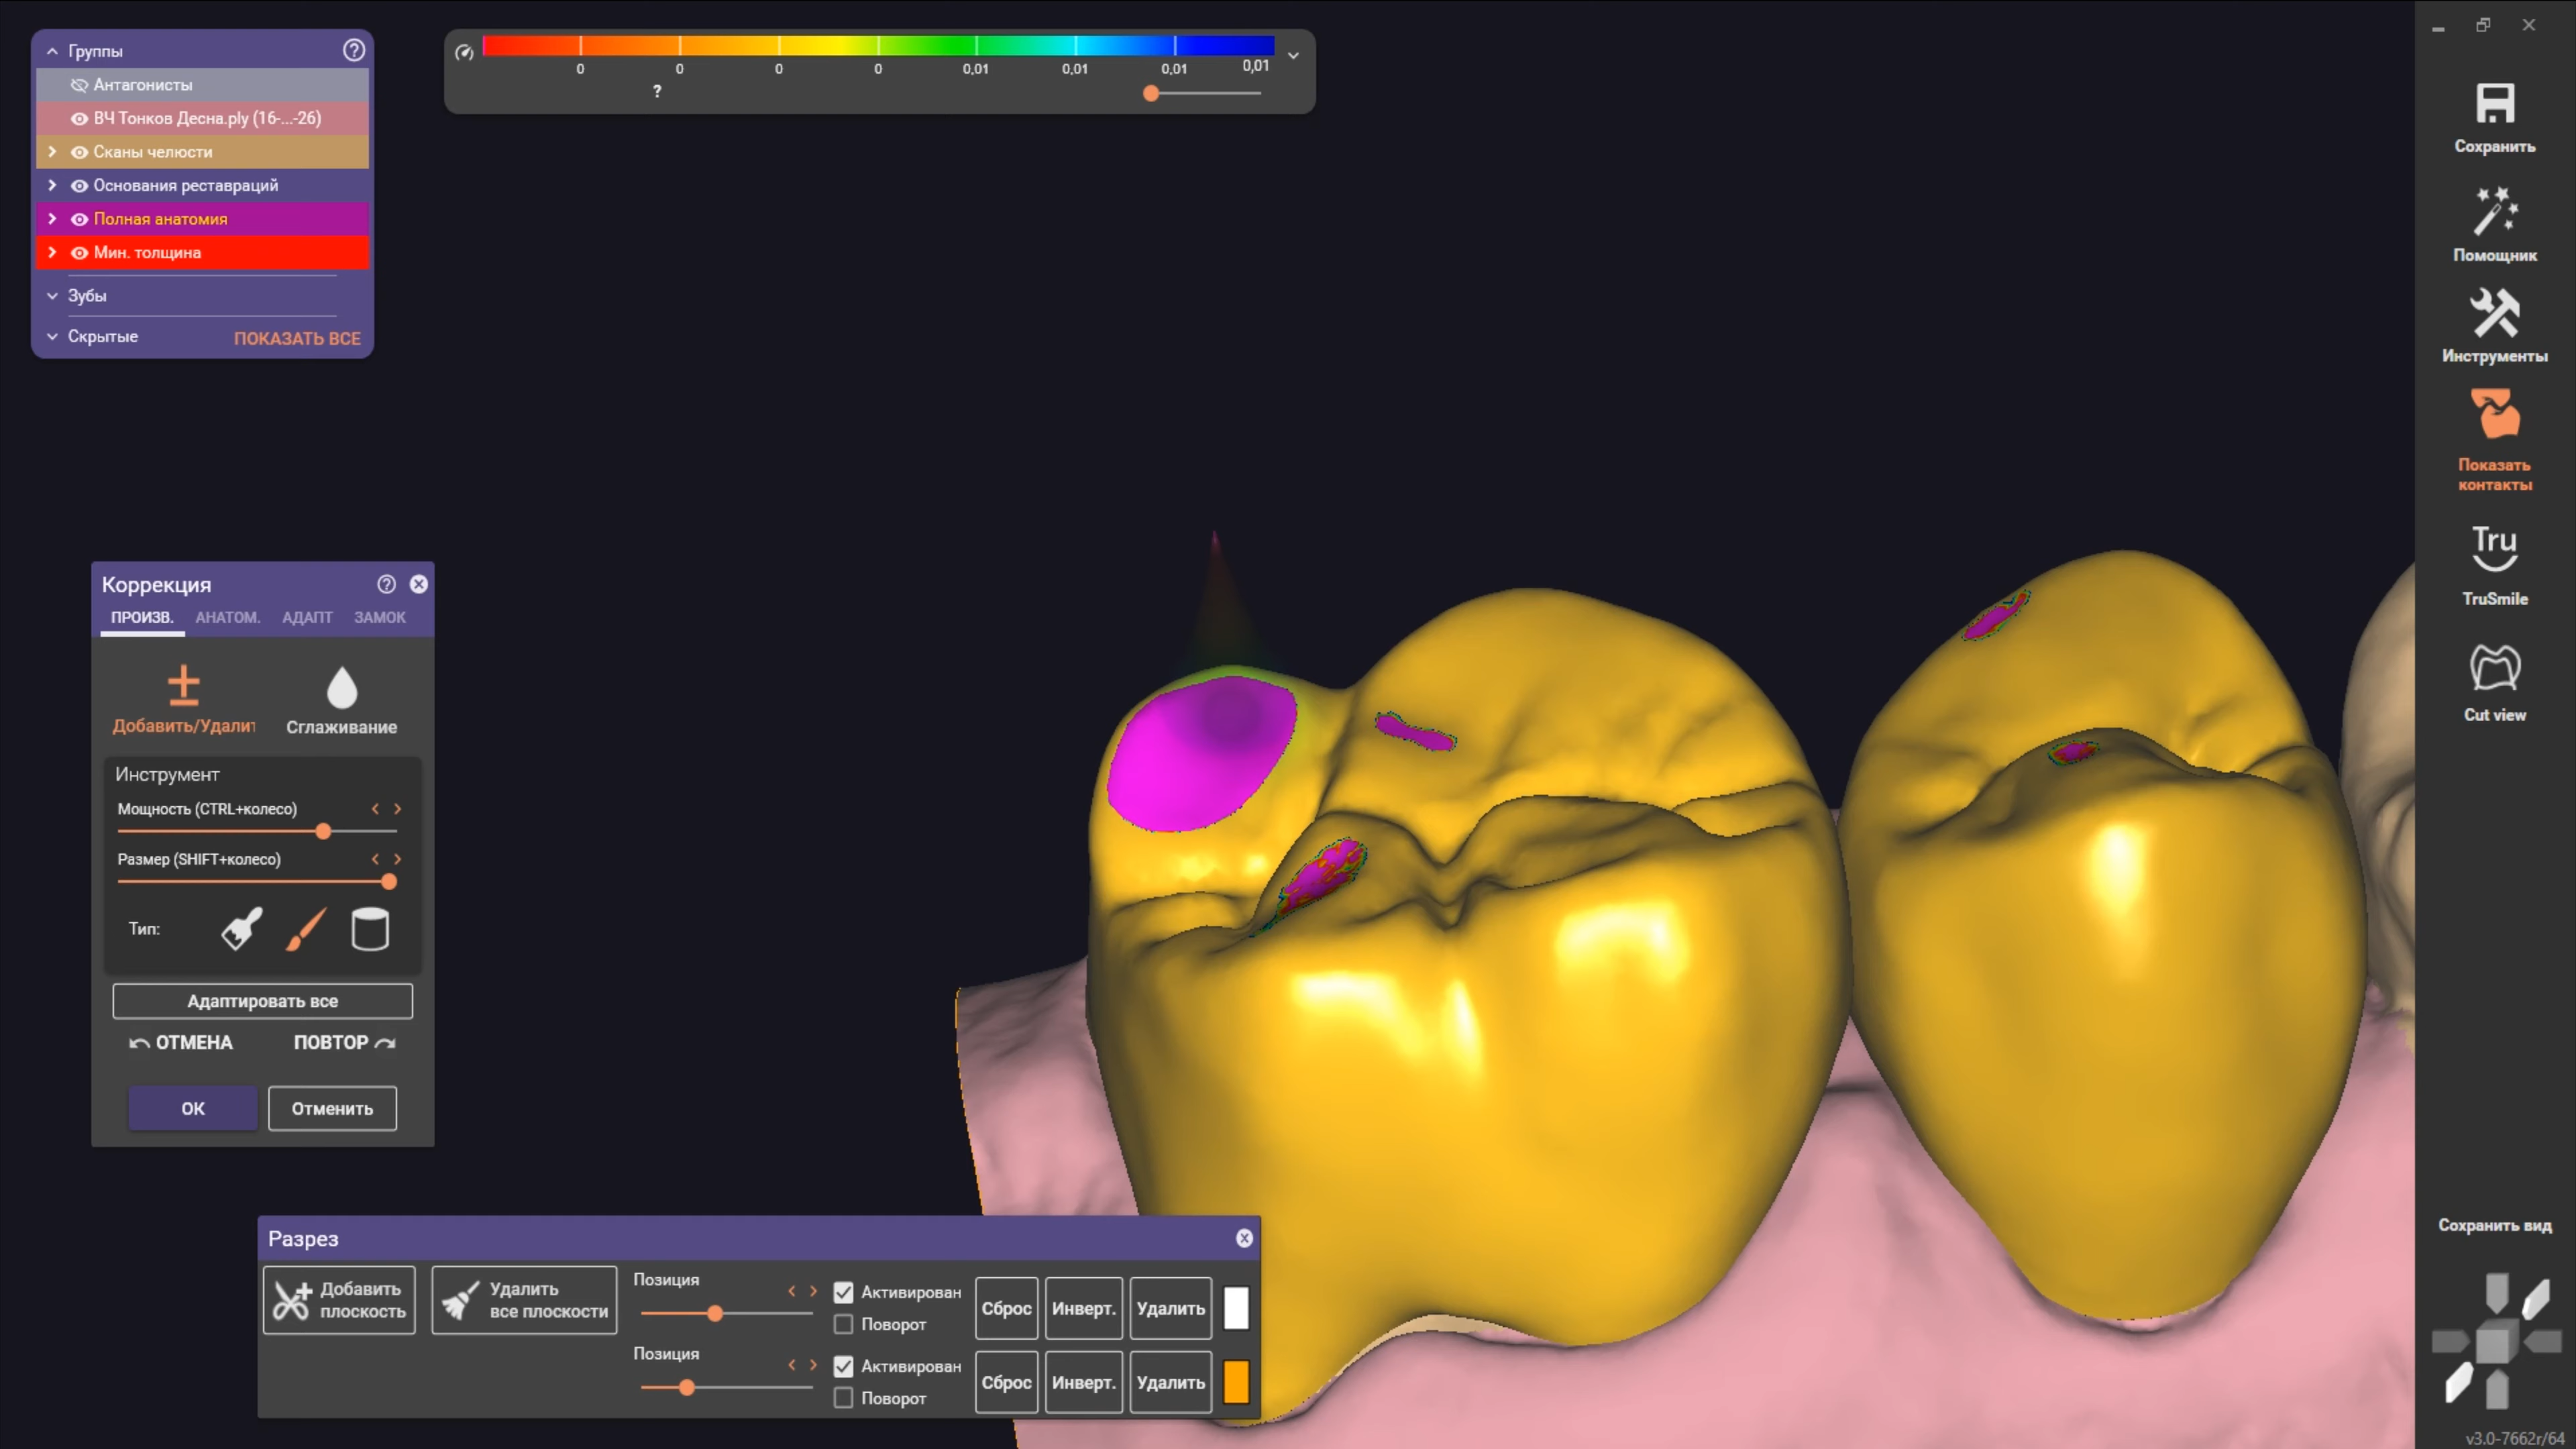 Группы
Антагонисты
ВЧ Тонков Десна.ply (16-...-26)
Сканы челюсти
Основания реставраций
Полная анатомия
Мин. толщина
Зубы
Скрытые ПОКАЗАТЬ ВСЕ
0 0 0 0 0,01 0,01 0,01 0,01
?
Сохранить
Помощник
Инструменты
Показать
контакты
Tru
TruSmile
Cut view
Коррекция
ПРОИЗВ. АНАТОМ. АДАПТ ЗАМОК
Добавить/Удалит Сглаживание
Инструмент
Мощность (CTRL+колесо)
Размер (SHIFT+колесо)
Тип:
Адаптировать все
ОТМЕНА ПОВТОР
OK Отменить
Разрез
Добавить
плоскость
Удалить
все плоскости
Позиция
Активирован
Поворот
Сброс Инверт. Удалить
Позиция
Активирован
Поворот
Сброс Инверт. Удалить
Сохранить вид
v3.0-7662r/64